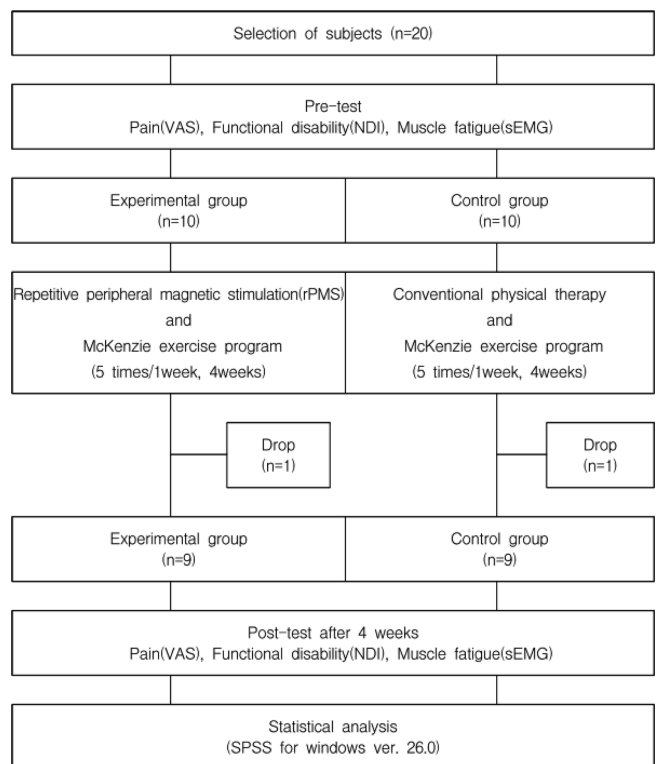 Selection of subjects (n=20)
Pre-test
Pain(VAS), Functional disability(NDI), Muscle fatigue(sEMG)
Experimental group
(n=10)
Control group
(n=10)
Repetitive peripheral magnetic stimulation(rPMS)
and
McKenzie exercise program
(5 times/1week, 4weeks)
Conventional physical therapy
and
McKenzie exercise program
(5 times/1week, 4weeks)
Drop
(n=1)
Drop
(n=1)
Experimental group
(n=9)
Control group
(n=9)
Post-test after 4 weeks
Pain(VAS), Functional disability(NDI), Muscle fatigue(sEMG)
Statistical analysis
(SPSS for windows ver. 26.0)